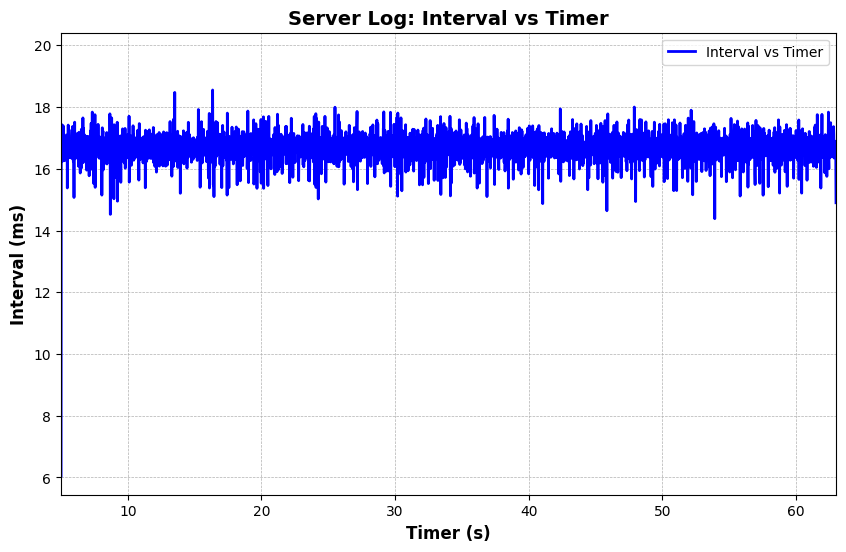 Server Log: Interval vs Timer
Interval vs Timer
Interval (ms)
20
18
16
14
12
10
8
6
10 20 30 40 50 60
Timer (s)